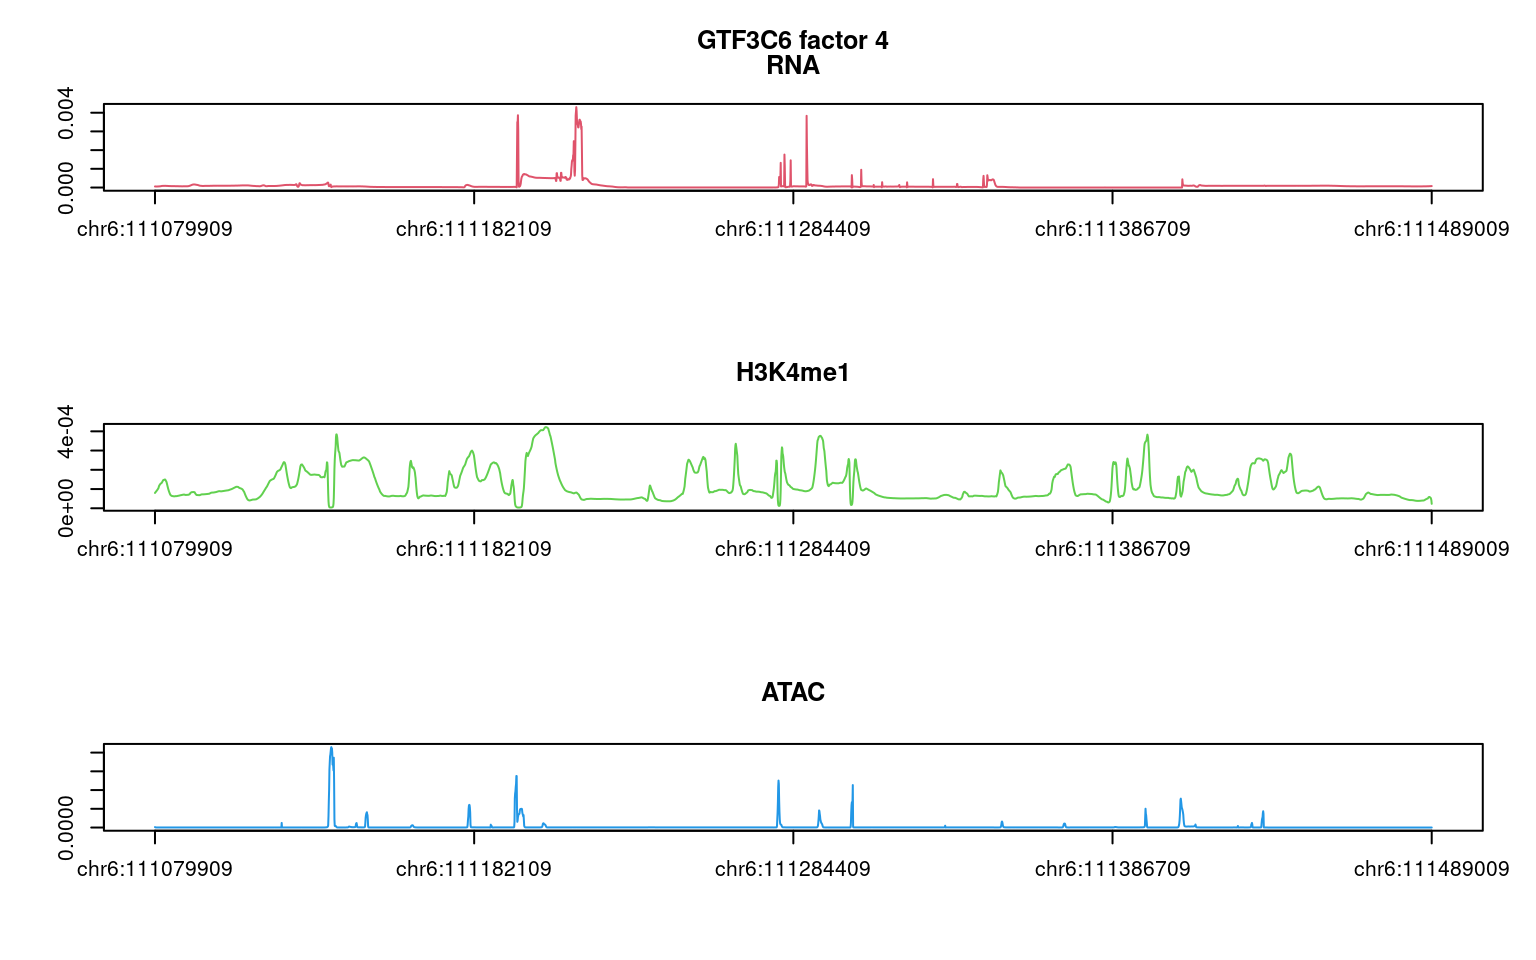 GTF3C6 factor 4
RNA
0.004
0.000
chr6:111079909 chr6:111182109 chr6:111284409 chr6:111386709 chr6:111489009
H3K4me1
4e-04
0e+00
chr6:111079909 chr6:111182109 chr6:111284409 chr6:111386709 chr6:111489009
ATAC
0.0000
chr6:111079909 chr6:111182109 chr6:111284409 chr6:111386709 chr6:111489009